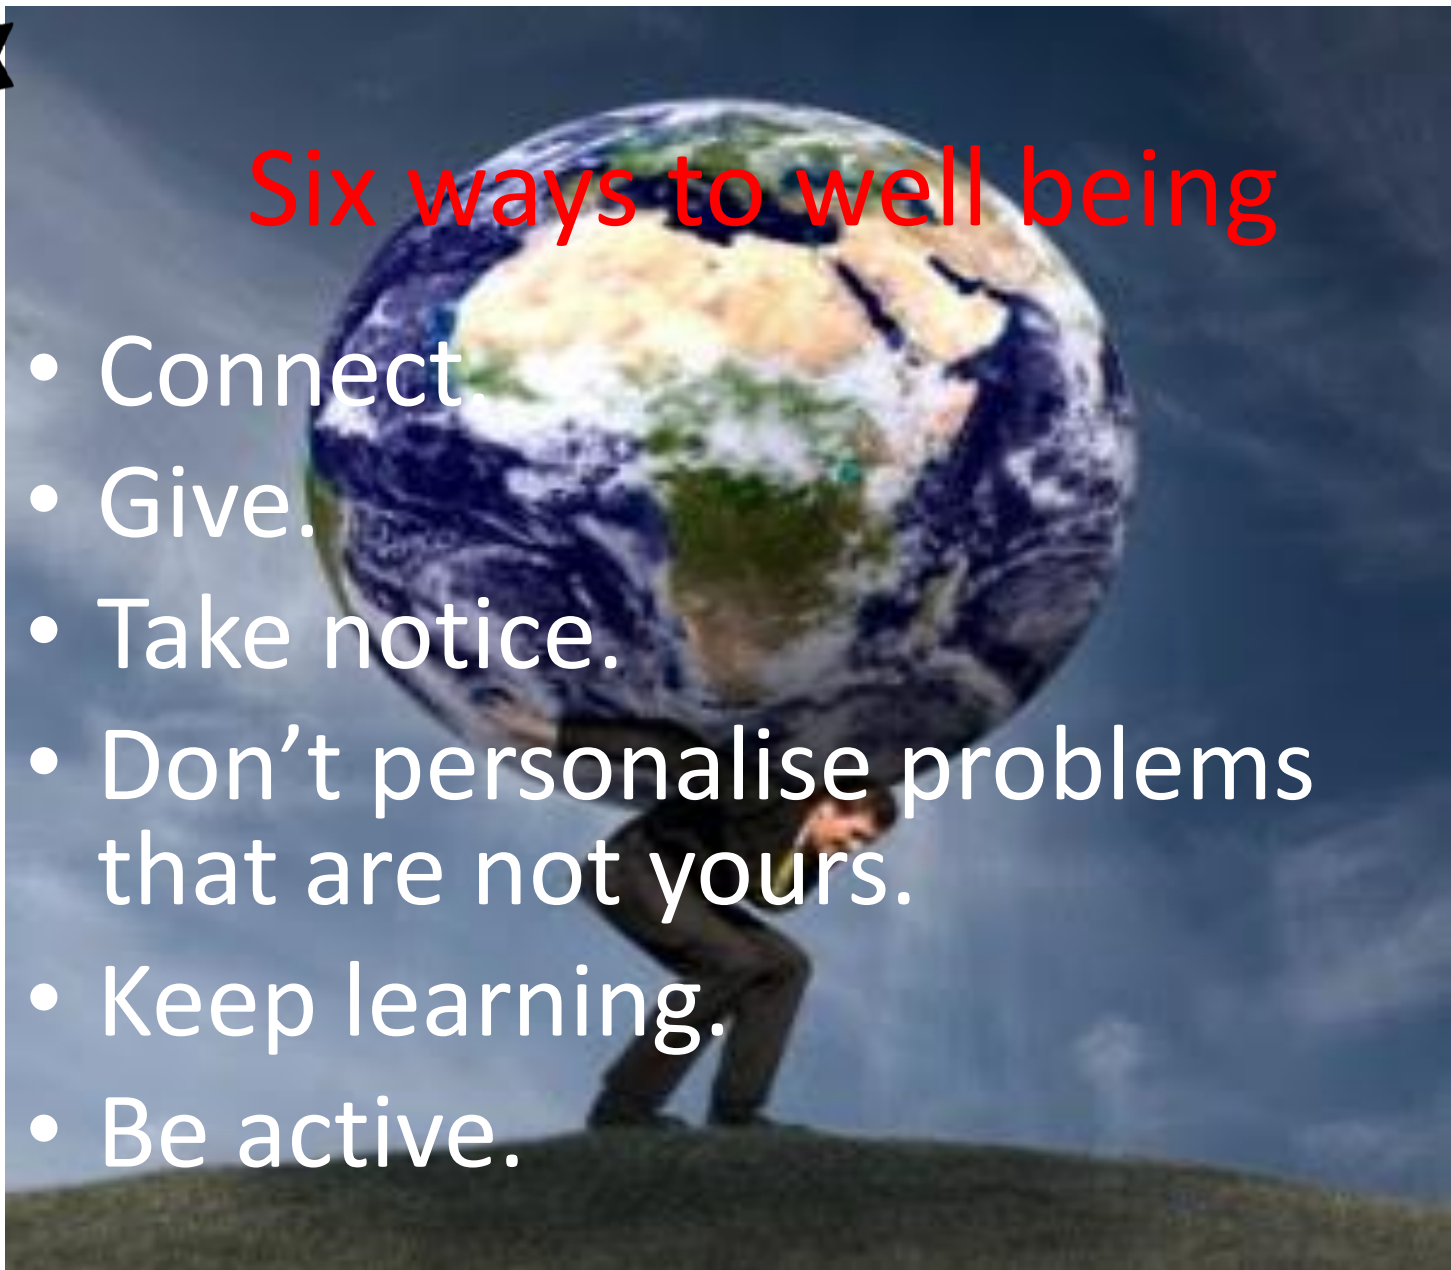 Six ways to well being
• Connect.
• Give.
• Take notice.
• Don’t personalise problems
that are not yours.
• Keep learning.
• Be active.